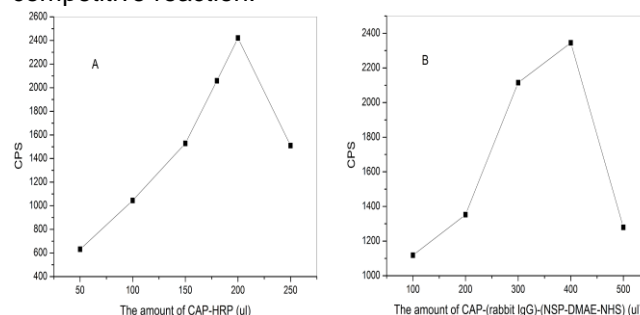 competitive reaction.
2600
2400
2200
2000
1800
1600
1400
1200
1000
800
600
400
CPS
A
50 100 150 200 250
The amount of CAP-HRP (ul)
2400
2200
2000
1800
1600
1400
1200
1000
CPS
B
100 200 300 400 500
The amount of CAP-(rabbit IgG)-(NSP-DMAE-NHS) (ul)